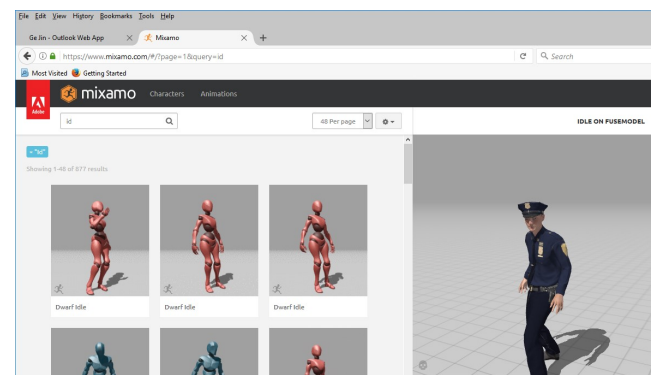 File Edit View History Bookmarks Tools Help
Ge Jin - Outlook Web App × Mixamo × +
https://www.mixamo.com/#/?page=1&query=id Search
Most Visited Getting Started
Adobe mixamo Characters Animations
id 48 Per page IDLE ON FUSEMODEL
× "id"
Showing 1-48 of 877 results
Dwarf Idle Dwarf Idle Dwarf Idle